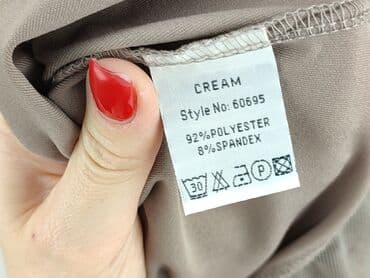 CREAM
Style No: 60695
92%POLYESTER
8%SPANDEX
30 P